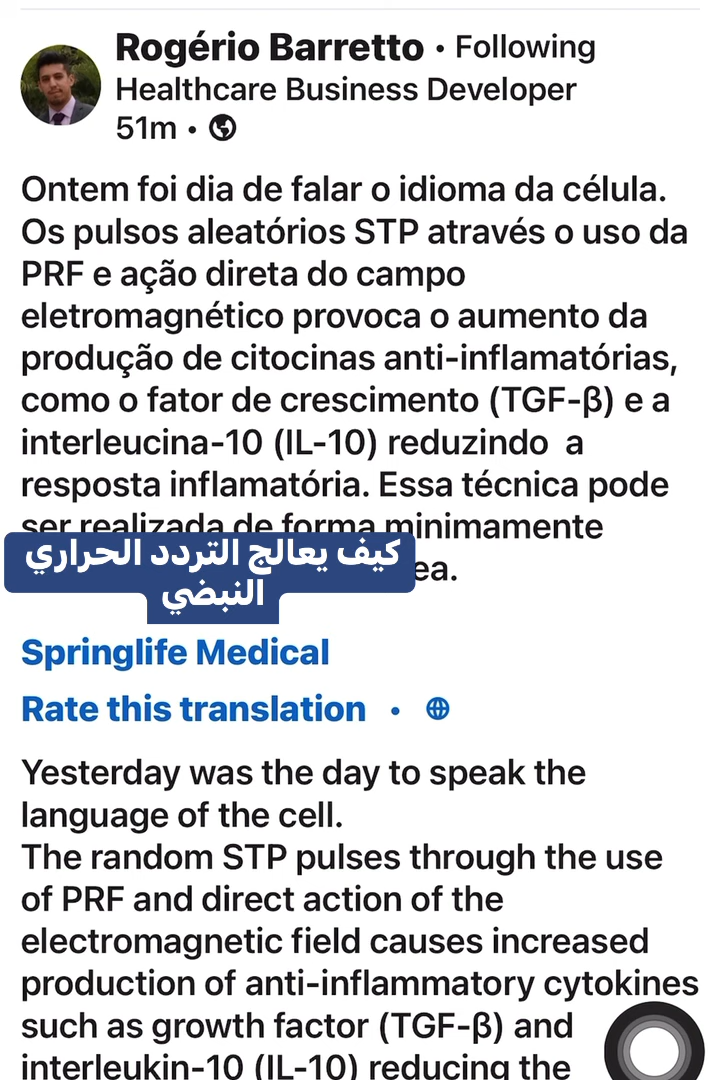 Rogério Barretto • Following
Healthcare Business Developer
51m •
Ontem foi dia de falar o idioma da célula.
Os pulsos aleatórios STP através o uso da
PRF e ação direta do campo
eletromagnético provoca o aumento da
produção de citocinas anti-inflamatórias,
como o fator de crescimento (TGF-β) e a
interleucina-10 (IL-10) reduzindo a
resposta inflamatória. Essa técnica pode
ser realizada de forma minimamente
كيف يعالج التردد الحراري
النبضي
Springlife Medical
Rate this translation •
Yesterday was the day to speak the
language of the cell.
The random STP pulses through the use
of PRF and direct action of the
electromagnetic field causes increased
production of anti-inflammatory cytokines
such as growth factor (TGF-β) and
interleukin-10 (IL-10) reducing the